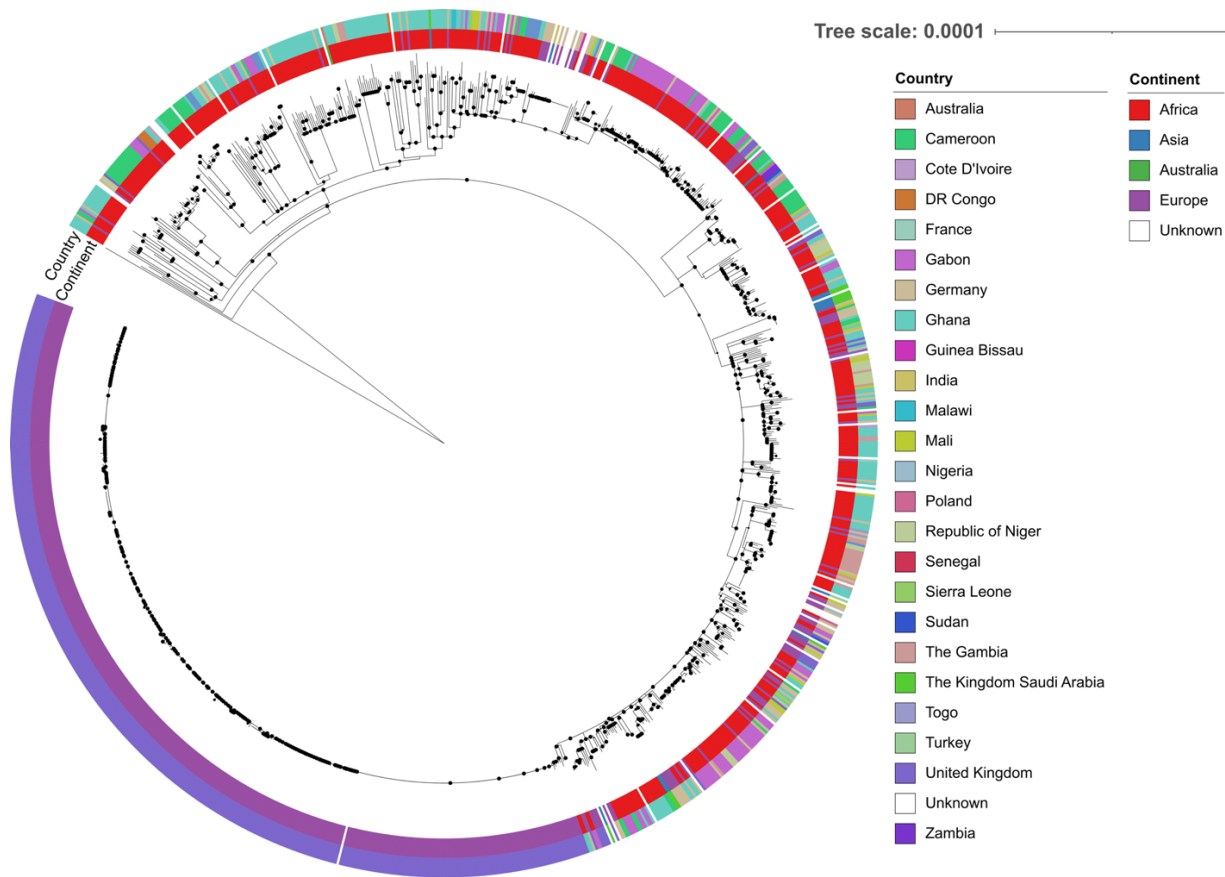 Tree scale: 0.0001
Country
Australia
Cameroon
Cote D'Ivoire
DR Congo
France
Gabon
Germany
Ghana
Guinea Bissau
India
Malawi
Mali
Nigeria
Poland
Republic of Niger
Senegal
Sierra Leone
Sudan
The Gambia
The Kingdom Saudi Arabia
Togo
Turkey
United Kingdom
Unknown
Zambia
Continent
Africa
Asia
Australia
Europe
Unknown
Country
Continent